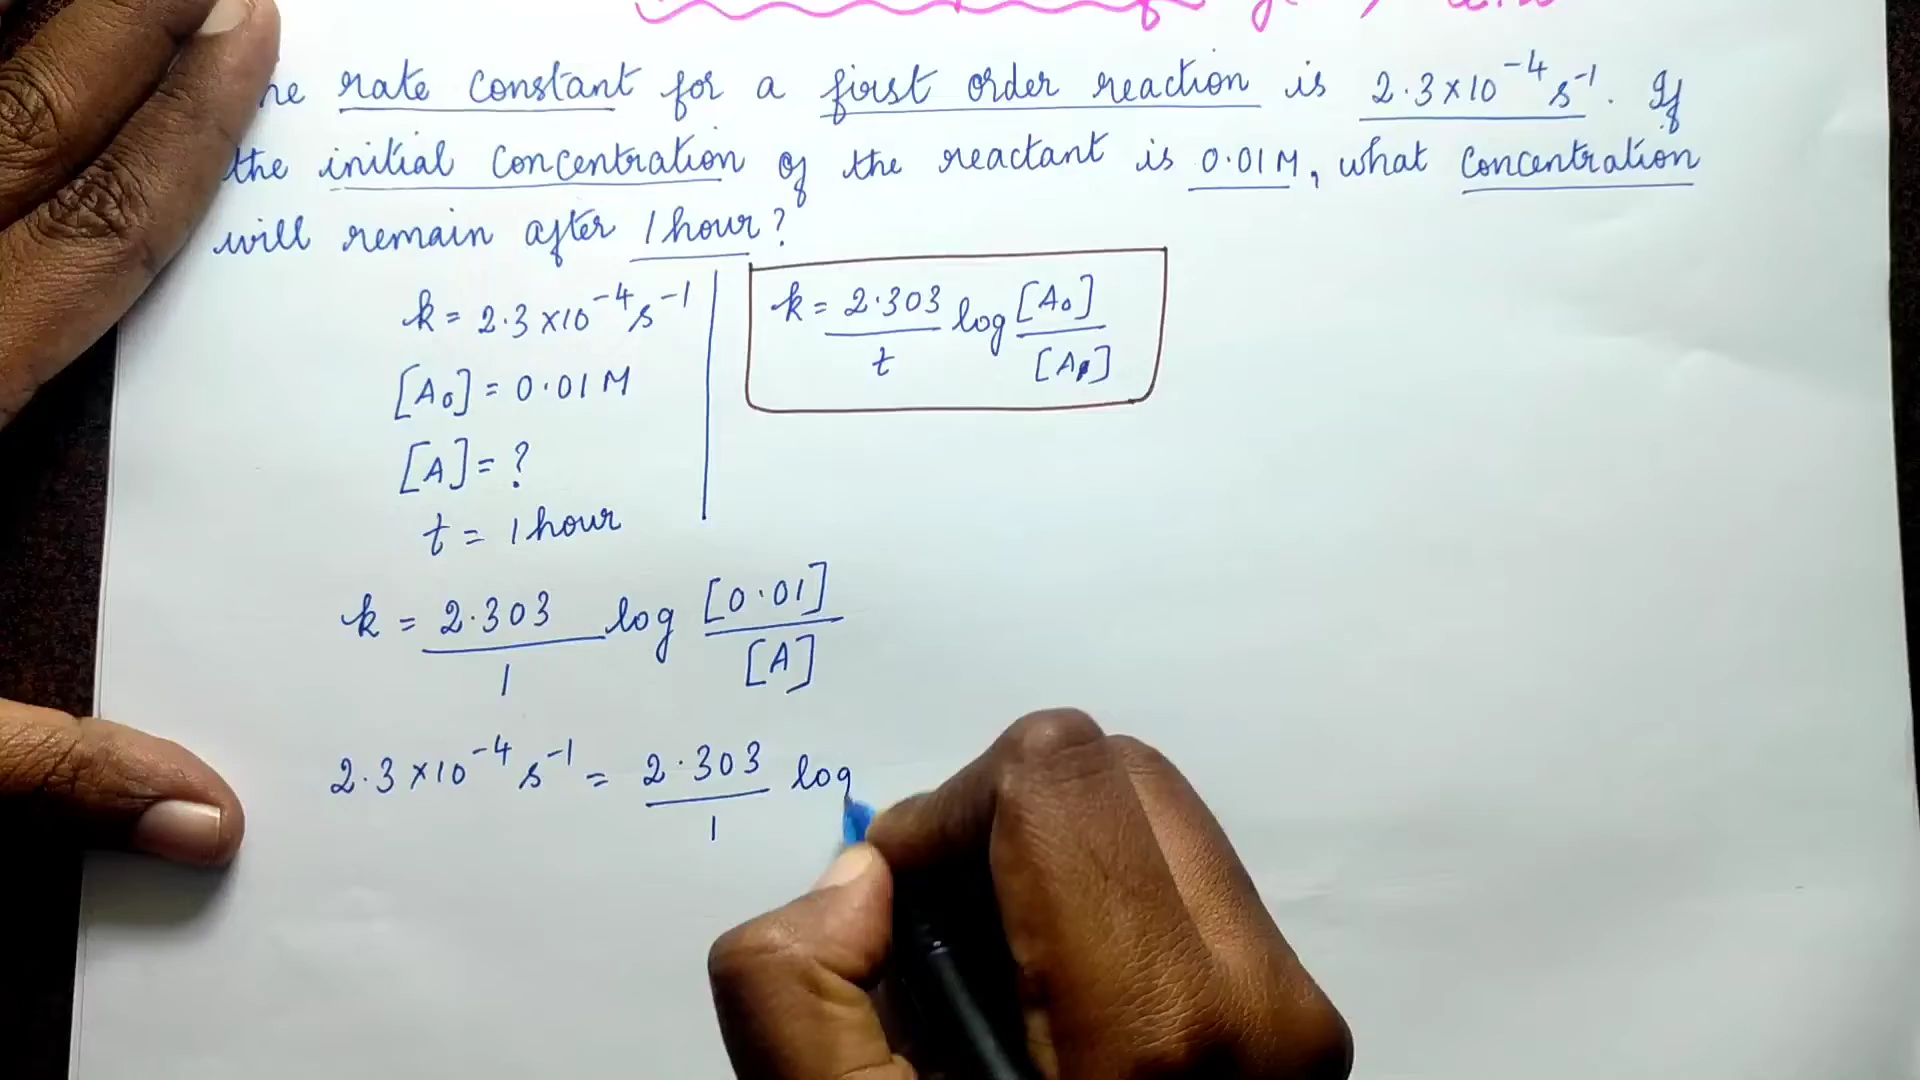 rate constant for a first order reaction is 2.3×10⁻⁴ s⁻¹. If
the initial concentration of the reactant is 0.01M, what concentration
will remain after 1 hour?
k = 2.3×10⁻⁴ s⁻¹
[A₀] = 0.01 M
[A] = ?
t = 1 hour
k = 2.303/t log [A₀]/[A]
k = 2.303/1 log [0.01]/[A]
2.3×10⁻⁴ s⁻¹ = 2.303/1 log